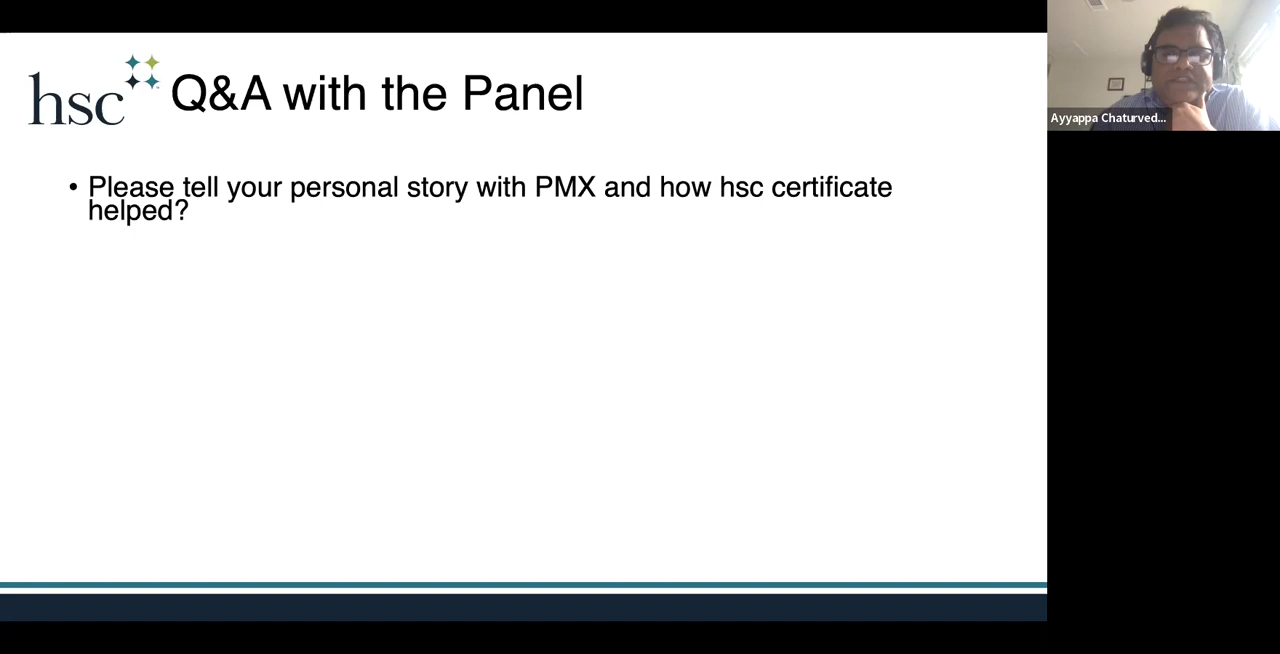 hsc Q&A with the Panel
• Please tell your personal story with PMX and how hsc certificate
helped?
Ayyappa Chaturved...